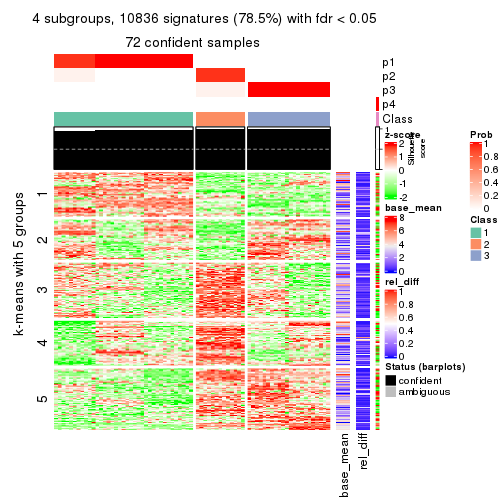 4 subgroups, 10836 signatures (78.5%) with fdr < 0.05
72 confident samples
p1
p2
p3
p4
Class
1
Silhouette
score
k-means with 5 groups
1
2
3
4
5
base_mean
rel_diff
z-score
2
1
0
-1
-2
base_mean
8
6
4
2
0
rel_diff
1
0.8
0.6
0.4
0.2
0
Status (barplots)
confident
ambiguous
Prob
1
0.8
0.6
0.4
0.2
0
Class
1
2
3